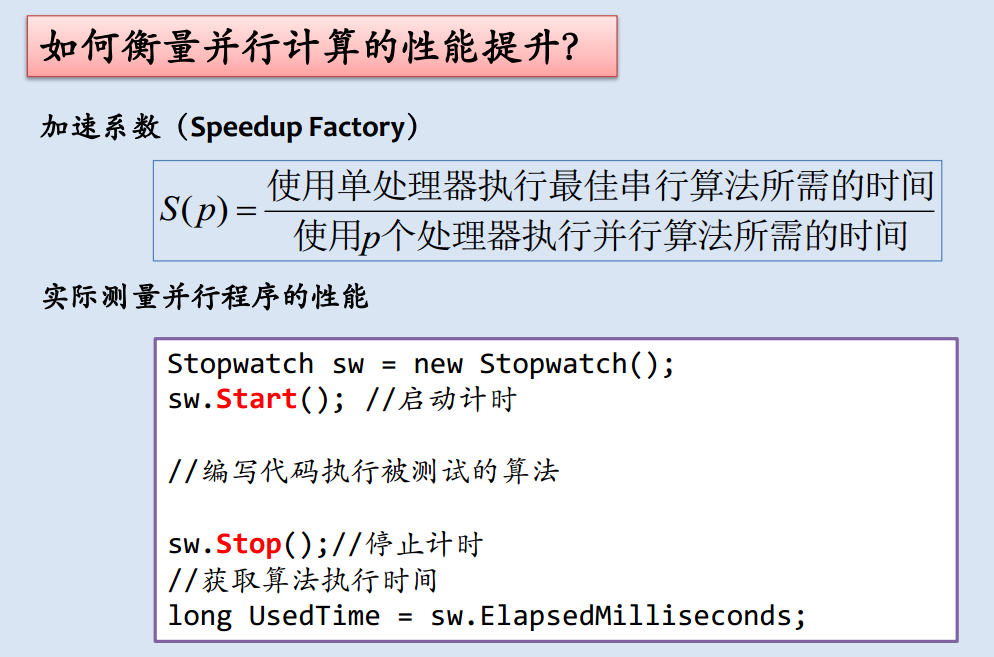 如何衡量并行计算的性能提升？
加速系数（Speedup Factory）
S(p) = 使用单处理器执行最佳串行算法所需的时间
使用p个处理器执行并行算法所需的时间
实际测量并行程序的性能
Stopwatch sw = new Stopwatch();
sw.Start(); //启动计时
//编写代码执行被测试的算法
sw.Stop();//停止计时
//获取算法执行时间
long UsedTime = sw.ElapsedMilliseconds;